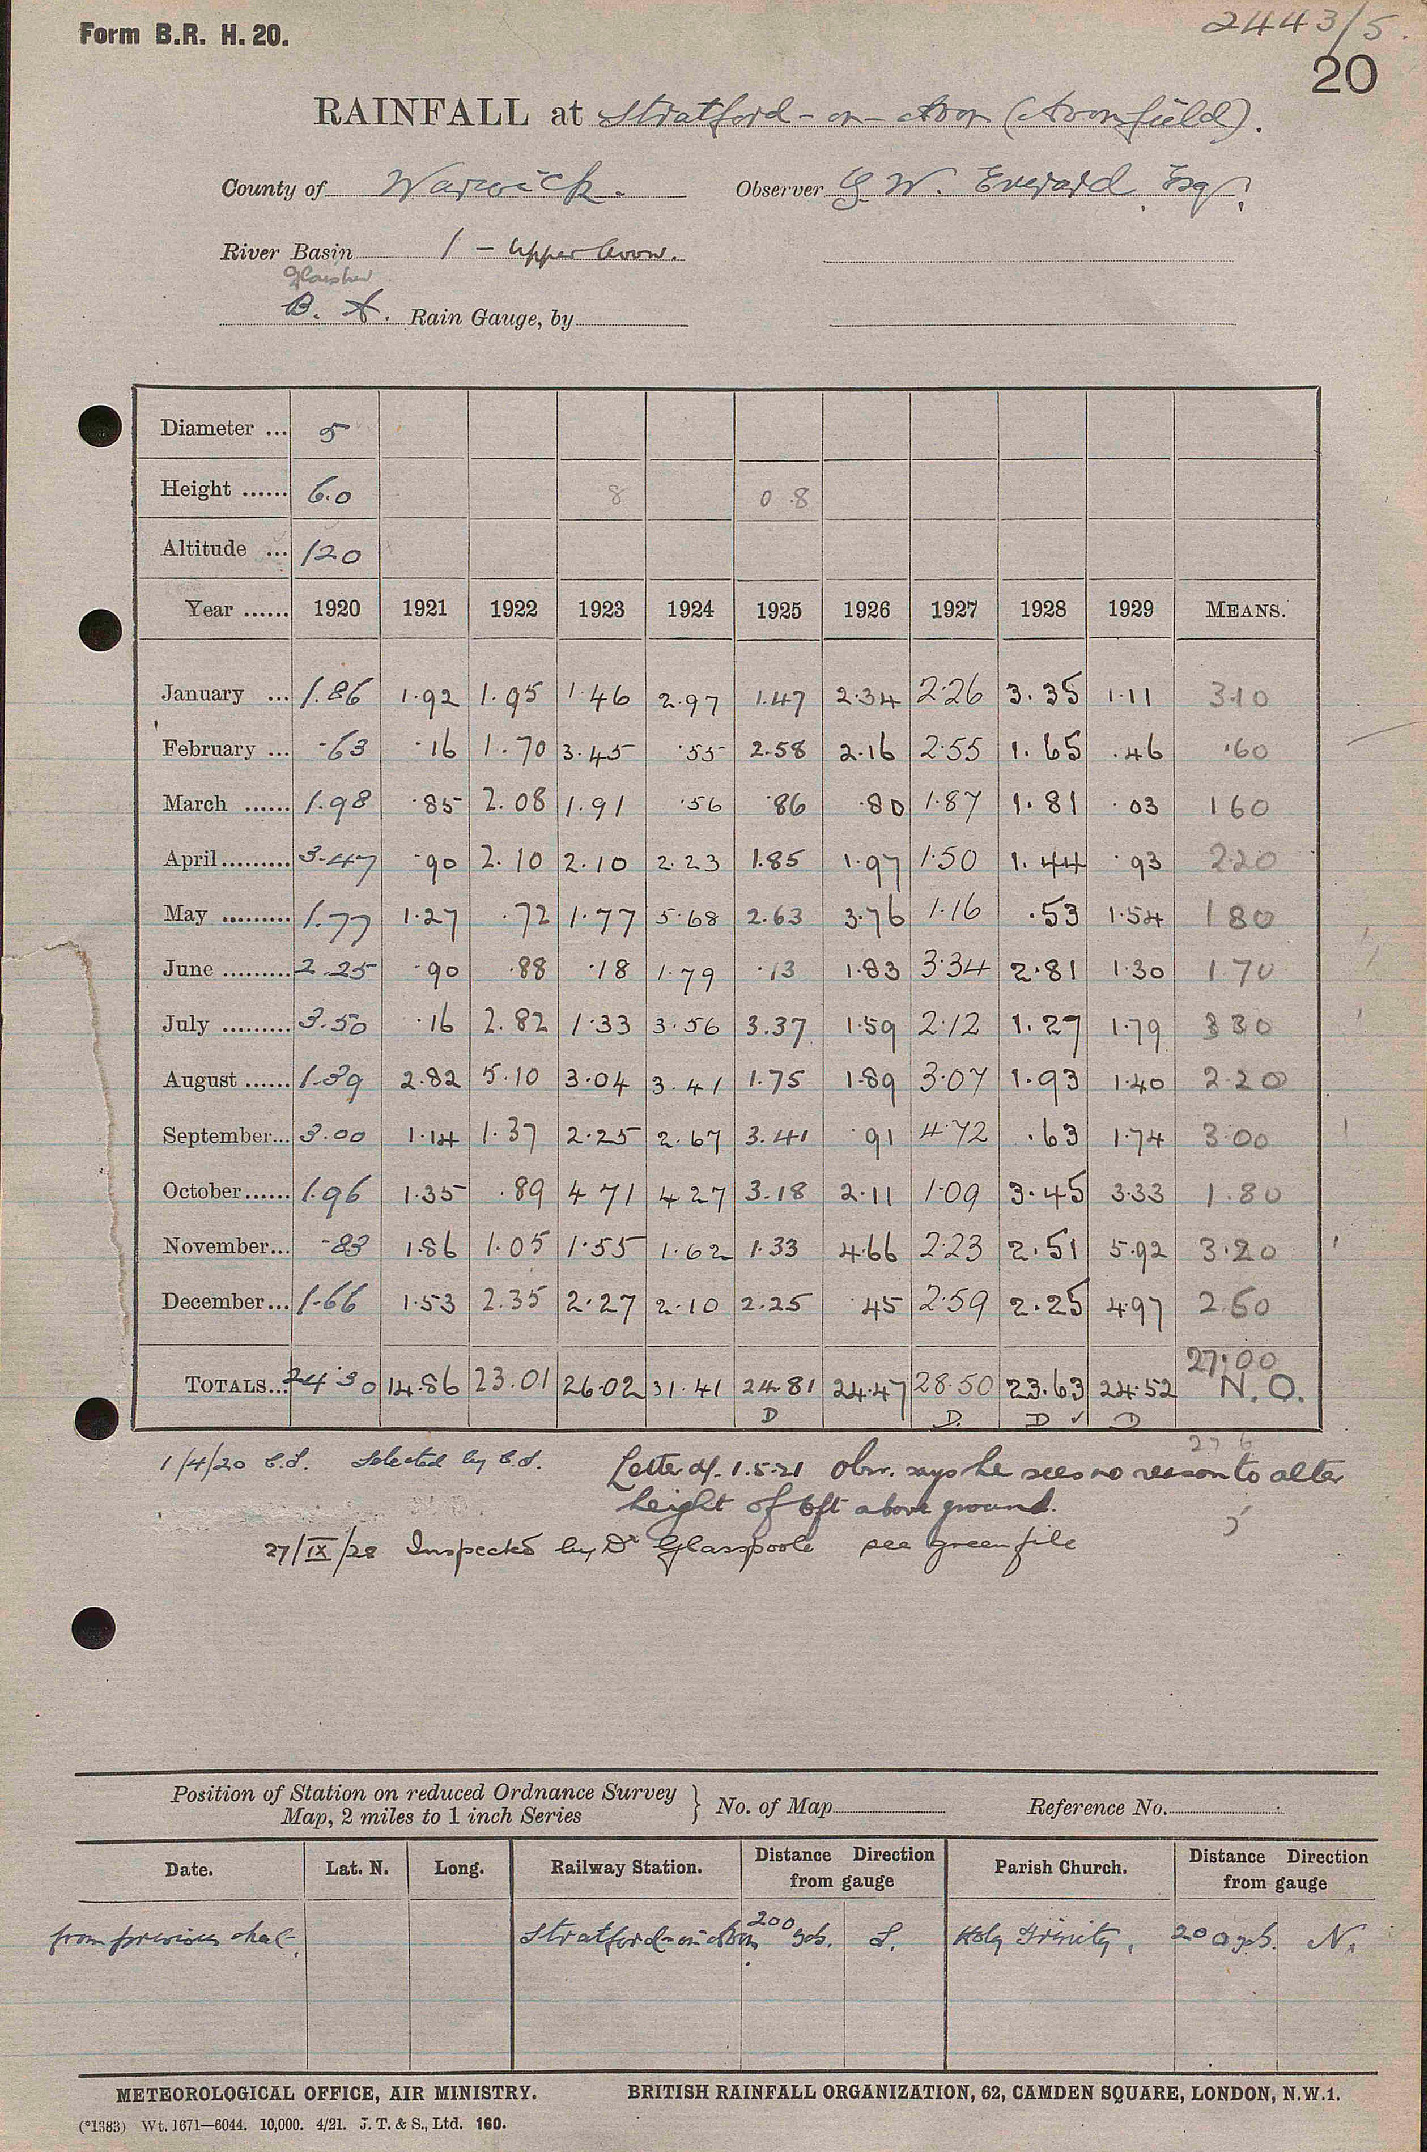 Form B.R. H. 20.
2443/5.
20
RAINFALL at Stratford-on-Avon (Avonfield).
County of Warwick. Observer G. W. Everard, Esq.
River Basin 1 - Upper Avon.
Glaisher
B. A. Rain Gauge, by
Diameter ... 5
Height ...... 6.0 8 0 .8
Altitude ... 120
Year ...... 1920 1921 1922 1923 1924 1925 1926 1927 1928 1929 MEANS.
January ... 1.86 1.92 1.95 1.46 2.97 1.47 2.34 2.26 3.35 1.11 3.10
February ... .63 .16 1.70 3.45 .55 2.58 2.16 2.55 1.65 .46 .60
March ...... 1.98 .85 2.08 1.91 .56 .86 .80 1.87 1.81 .03 1 60
April ......... 3.47 .90 2.10 2.10 2.23 1.85 1.97 1.50 1.44 .93 2.20
May ......... 1.77 1.27 .72 1.77 5.68 2.63 3.76 1.16 .53 1.54 1 80
June ......... 2.25 .90 .88 .18 1.79 .13 1.83 3.34 2.81 1.30 1 70
July ......... 3.50 .16 2.82 1.33 3.56 3.37 1.59 2.12 1.27 1.79 3 30
August ...... 1.39 2.82 5.10 3.04 3.41 1.75 1.89 3.07 1.93 1.40 2.20
September... 3.00 1.14 1.37 2.25 2.67 3.41 .91 4.72 .63 1.74 3.00
October...... 1.96 1.35 .89 4 71 4 27 3.18 2.11 1.09 3.45 3.33 1.80
November... .83 1.86 1.05 1.55 1.62 1.33 4.66 2.23 2.51 5.92 3.20
December... 1.66 1.53 2.35 2.27 2.10 2.25 .45 2.59 2.25 4.97 2.60
27.00
TOTALS... 24.30 14.86 23.01 26.02 31.41 24.81 24.47 28.50 23.63 24.52 N.O.
D D. D ✓ D
27 6
1/4/20 C.S. Selected by C.S. Letter df. 1.5.21 Obsr. says he sees no reason to alter
height of 6ft above ground.
27/IX/28 Inspected by Dr Glasspoole see green file
Position of Station on reduced Ordnance Survey
Map, 2 miles to 1 inch Series } No. of Map Reference No.
Date. Lat. N. Long. Railway Station. Distance Direction from gauge Parish Church. Distance Direction from gauge
from previous sheet. Stratford-on-Avon 200 yds. S. Holy Trinity, 200 yds. N.
METEOROLOGICAL OFFICE, AIR MINISTRY. BRITISH RAINFALL ORGANIZATION, 62, CAMDEN SQUARE, LONDON, N.W.1.
(*1383) Wt. 1671—6044. 10,000. 4/21. J. T. & S., Ltd. 160.